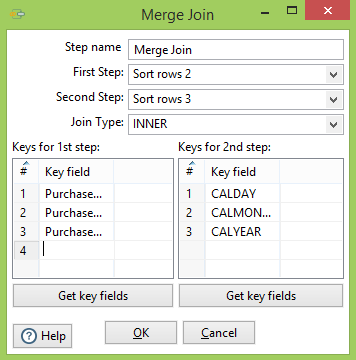 Merge Join
Step name Merge Join
First Step: Sort rows 2
Second Step: Sort rows 3
Join Type: INNER
Keys for 1st step: Keys for 2nd step:
# Key field # Key field
1 Purchase... 1 CALDAY
2 Purchase... 2 CALMON...
3 Purchase... 3 CALYEAR
4
Get key fields Get key fields
? Help OK Cancel